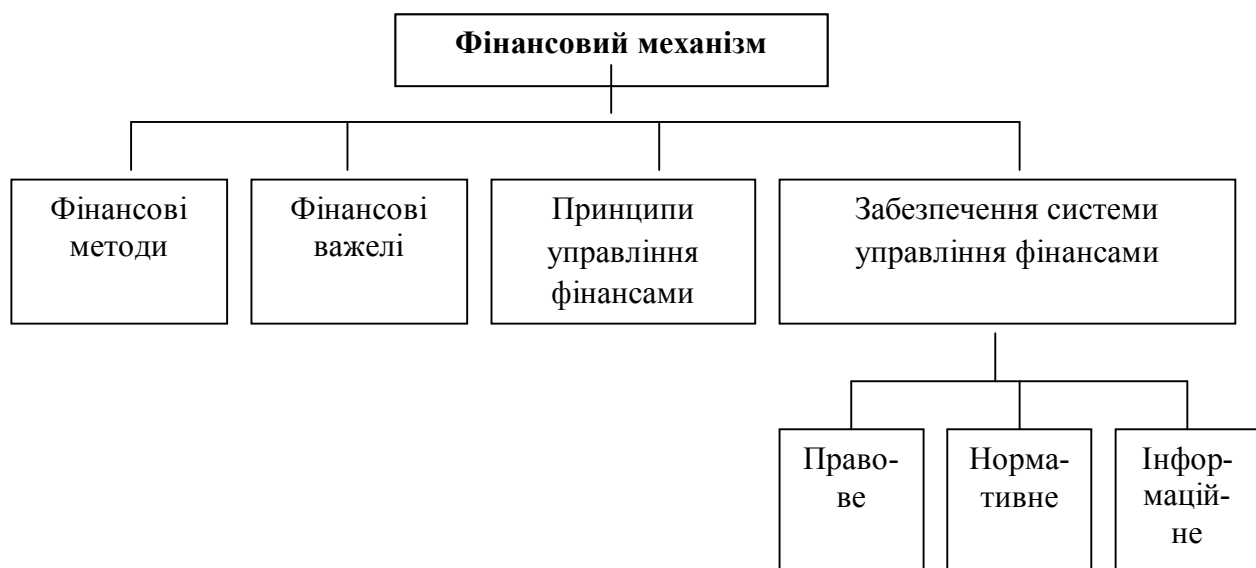 Фінансовий механізм
Фінансові
методи
Фінансові
важелі
Принципи
управління
фінансами
Забезпечення системи
управління фінансами
Право-
ве
Норма-
тивне
Інфор-
мацій-
не